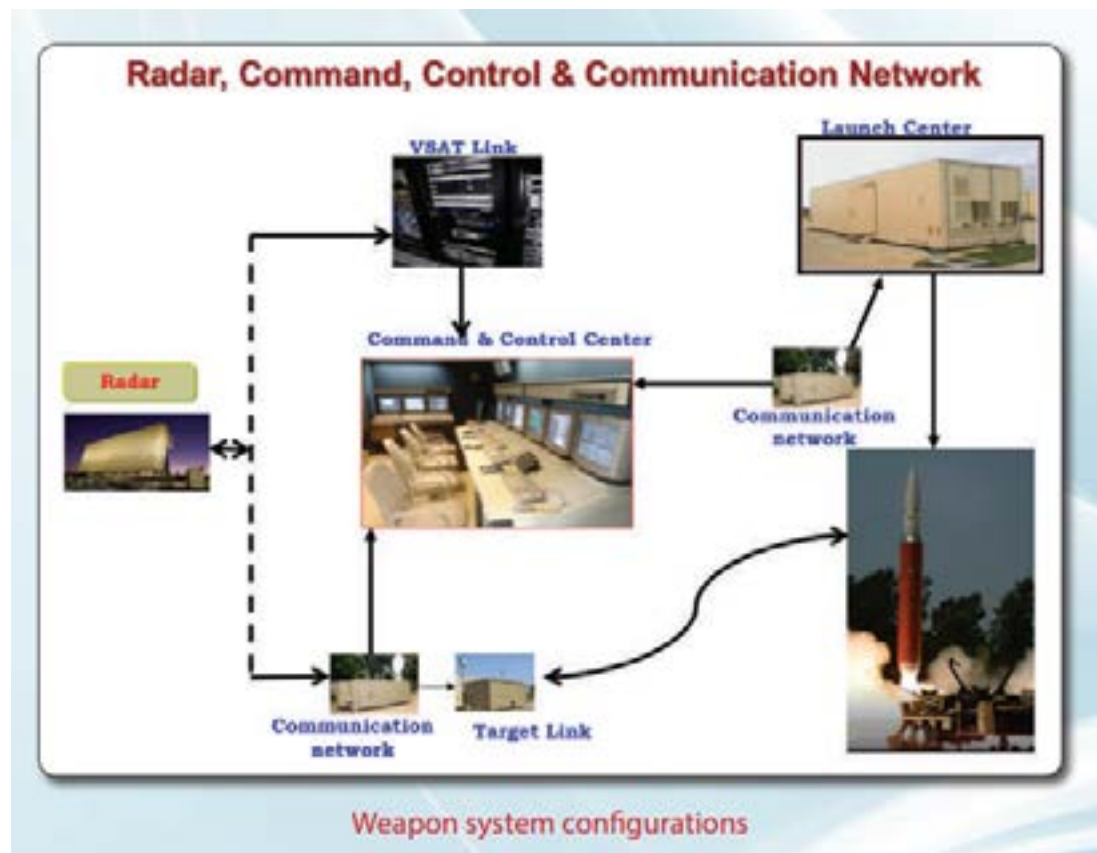 Radar, Command, Control & Communication Network
VSAT Link
Launch Center
Command & Control Center
Radar
Communication
network
Communication
network
Target Link
Weapon system configurations